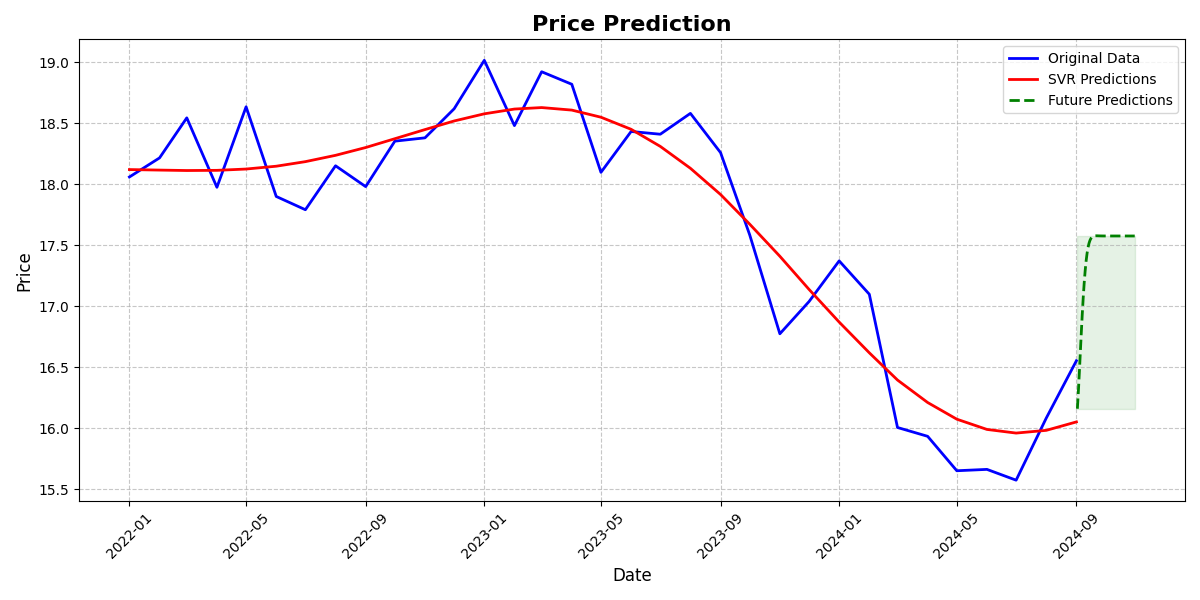 Price Prediction
Original Data
SVR Predictions
Future Predictions
Price
19.0
18.5
18.0
17.5
17.0
16.5
16.0
15.5
2022-01
2022-05
2022-09
2023-01
2023-05
2023-09
2024-01
2024-05
2024-09
Date